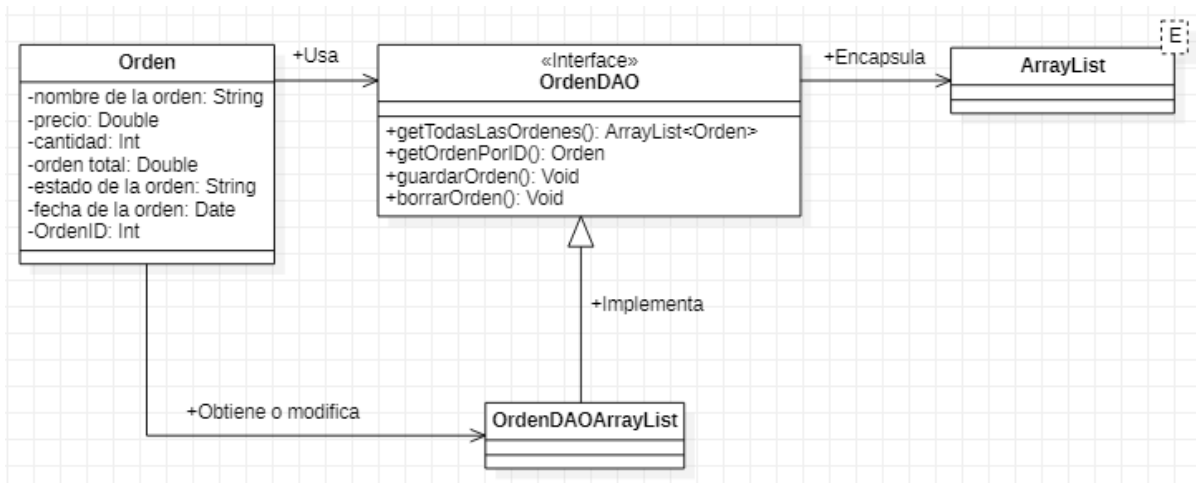 Orden
-nombre de la orden: String
-precio: Double
-cantidad: Int
-orden total: Double
-estado de la orden: String
-fecha de la orden: Date
-OrdenID: Int
+Usa
«Interface»
OrdenDAO
+getTodasLasOrdenes(): ArrayList<Orden>
+getOrdenPorID(): Orden
+guardarOrden(): Void
+borrarOrden(): Void
+Encapsula
E
ArrayList
+Implementa
+Obtiene o modifica
OrdenDAOArrayList